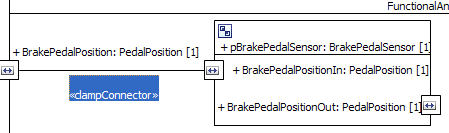 FunctionalAn
+ BrakePedalPosition: PedalPosition [1]
+ pBrakePedalSensor: BrakePedalSensor [1]
+ BrakePedalPositionIn: PedalPosition [1]
«clampConnector»
+ BrakePedalPositionOut: PedalPosition [1]